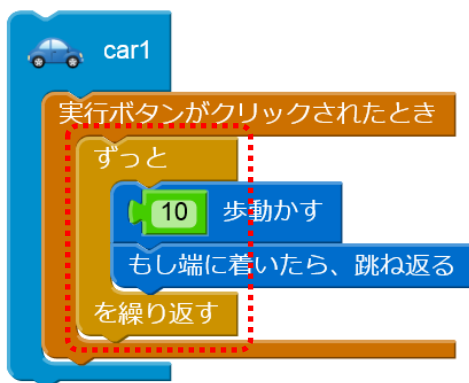 car1
実行ボタンがクリックされたとき
ずっと
10 歩動かす
もし端に着いたら、跳ね返る
を繰り返す